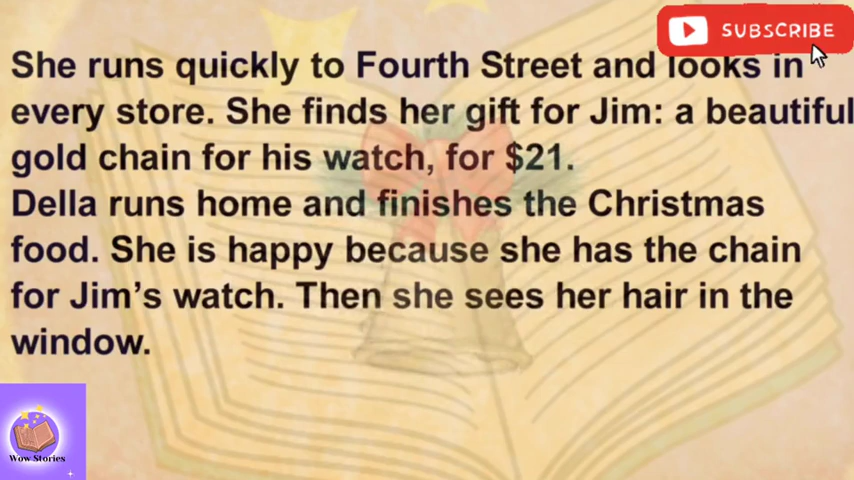 SUBSCRIBE
She runs quickly to Fourth Street and looks in
every store. She finds her gift for Jim: a beautiful
gold chain for his watch, for $21.
Della runs home and finishes the Christmas
food. She is happy because she has the chain
for Jim's watch. Then she sees her hair in the
window.
Wow Stories